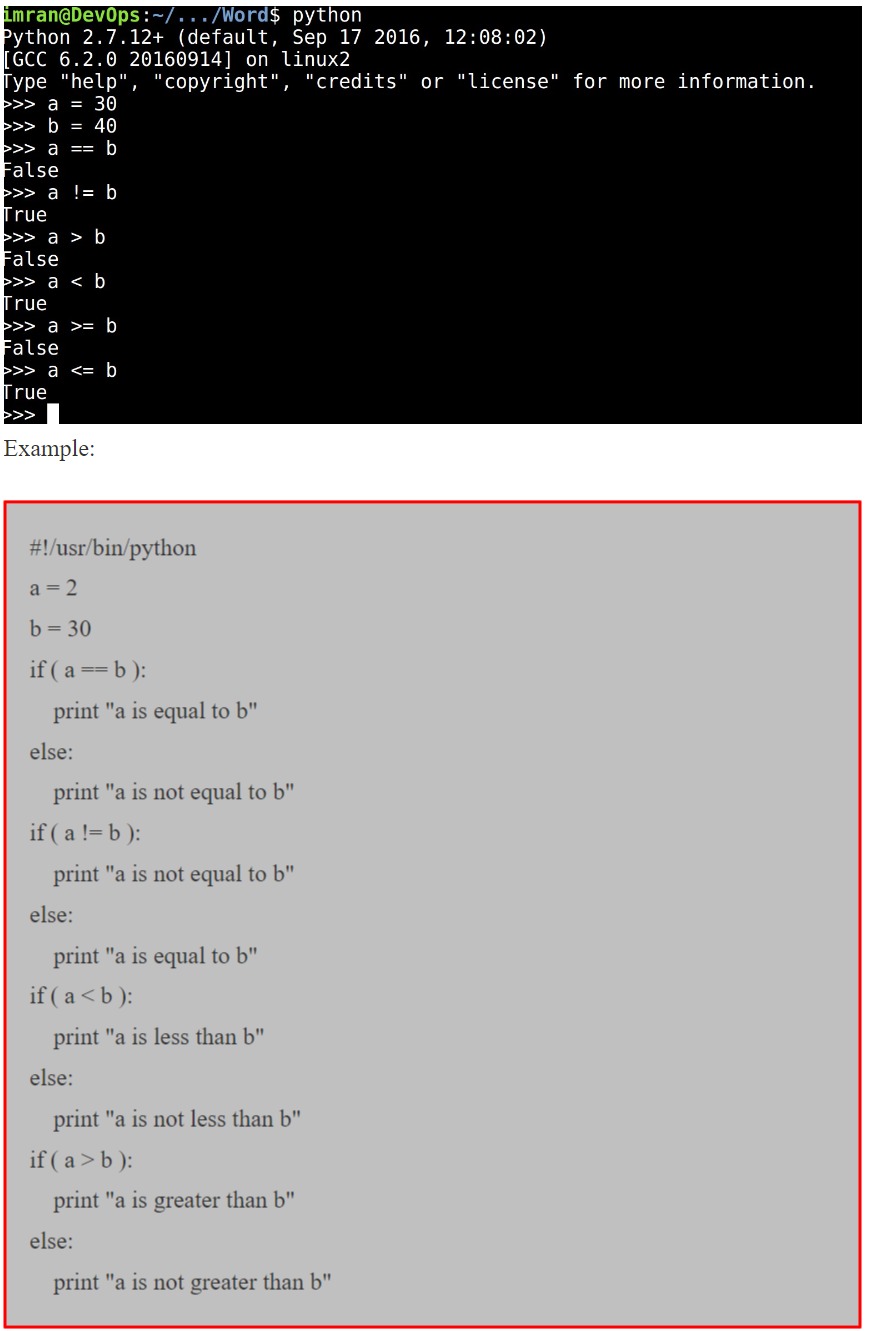 imran@DevOps:~/.../Word$ python
Python 2.7.12+ (default, Sep 17 2016, 12:08:02)
[GCC 6.2.0 20160914] on linux2
Type "help", "copyright", "credits" or "license" for more information.
>>> a = 30
>>> b = 40
>>> a == b
False
>>> a != b
True
>>> a > b
False
>>> a < b
True
>>> a >= b
False
>>> a <= b
True
>>>
Example:
#!/usr/bin/python
a = 2
b = 30
if ( a == b ):
    print "a is equal to b"
else:
    print "a is not equal to b"
if ( a != b ):
    print "a is not equal to b"
else:
    print "a is equal to b"
if ( a < b ):
    print "a is less than b"
else:
    print "a is not less than b"
if ( a > b ):
    print "a is greater than b"
else:
    print "a is not greater than b"